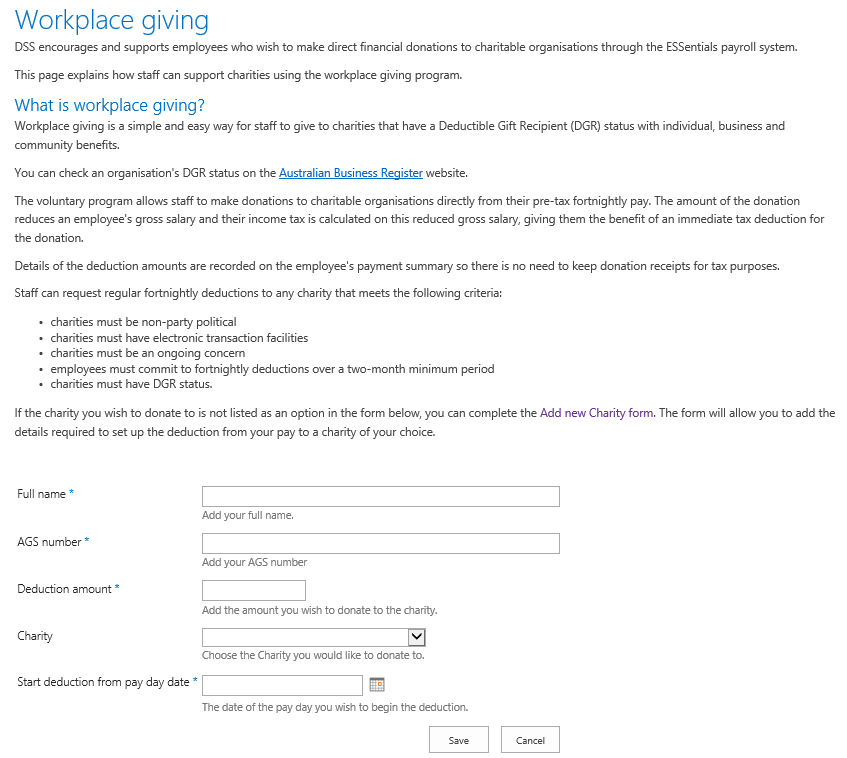 Workplace giving
DSS encourages and supports employees who wish to make direct financial donations to charitable organisations through the ESSentials payroll system.
This page explains how staff can support charities using the workplace giving program.
What is workplace giving?
Workplace giving is a simple and easy way for staff to give to charities that have a Deductible Gift Recipient (DGR) status with individual, business and
community benefits.
You can check an organisation's DGR status on the Australian Business Register website.
The voluntary program allows staff to make donations to charitable organisations directly from their pre-tax fortnightly pay. The amount of the donation
reduces an employee's gross salary and their income tax is calculated on this reduced gross salary, giving them the benefit of an immediate tax deduction for
the donation.
Details of the deduction amounts are recorded on the employee's payment summary so there is no need to keep donation receipts for tax purposes.
Staff can request regular fortnightly deductions to any charity that meets the following criteria:
• charities must be non-party political
• charities must have electronic transaction facilities
• charities must be an ongoing concern
• employees must commit to fortnightly deductions over a two-month minimum period
• charities must have DGR status.
If the charity you wish to donate to is not listed as an option in the form below, you can complete the Add new Charity form. The form will allow you to add the
details required to set up the deduction from your pay to a charity of your choice.
Full name *
Add your full name.
AGS number *
Add your AGS number
Deduction amount *
Add the amount you wish to donate to the charity.
Charity
Choose the Charity you would like to donate to.
Start deduction from pay day date *
The date of the pay day you wish to begin the deduction.
Save Cancel